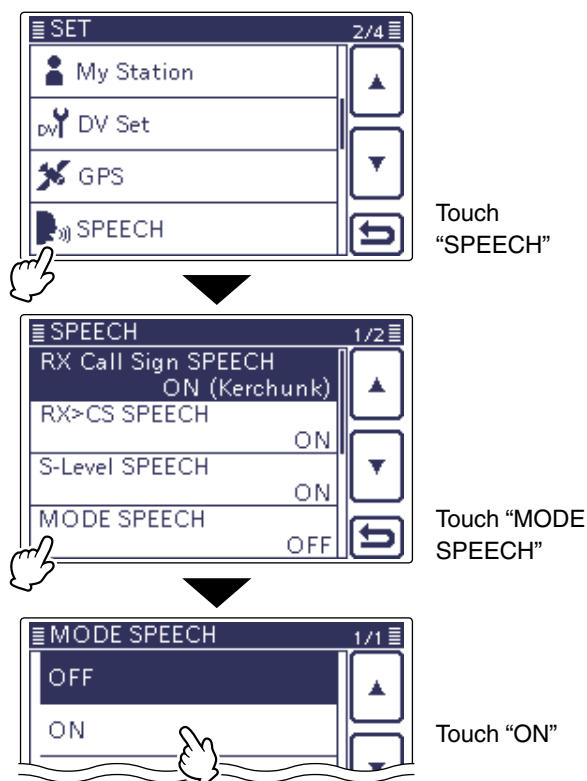 SET 2/4
My Station
DV DV Set
GPS
SPEECH
Touch
“SPEECH”
SPEECH 1/2
RX Call Sign SPEECH
ON (Kerchunk)
RX>CS SPEECH
ON
S-Level SPEECH
ON
MODE SPEECH
OFF
Touch “MODE
SPEECH”
MODE SPEECH 1/1
OFF
ON
Touch “ON”